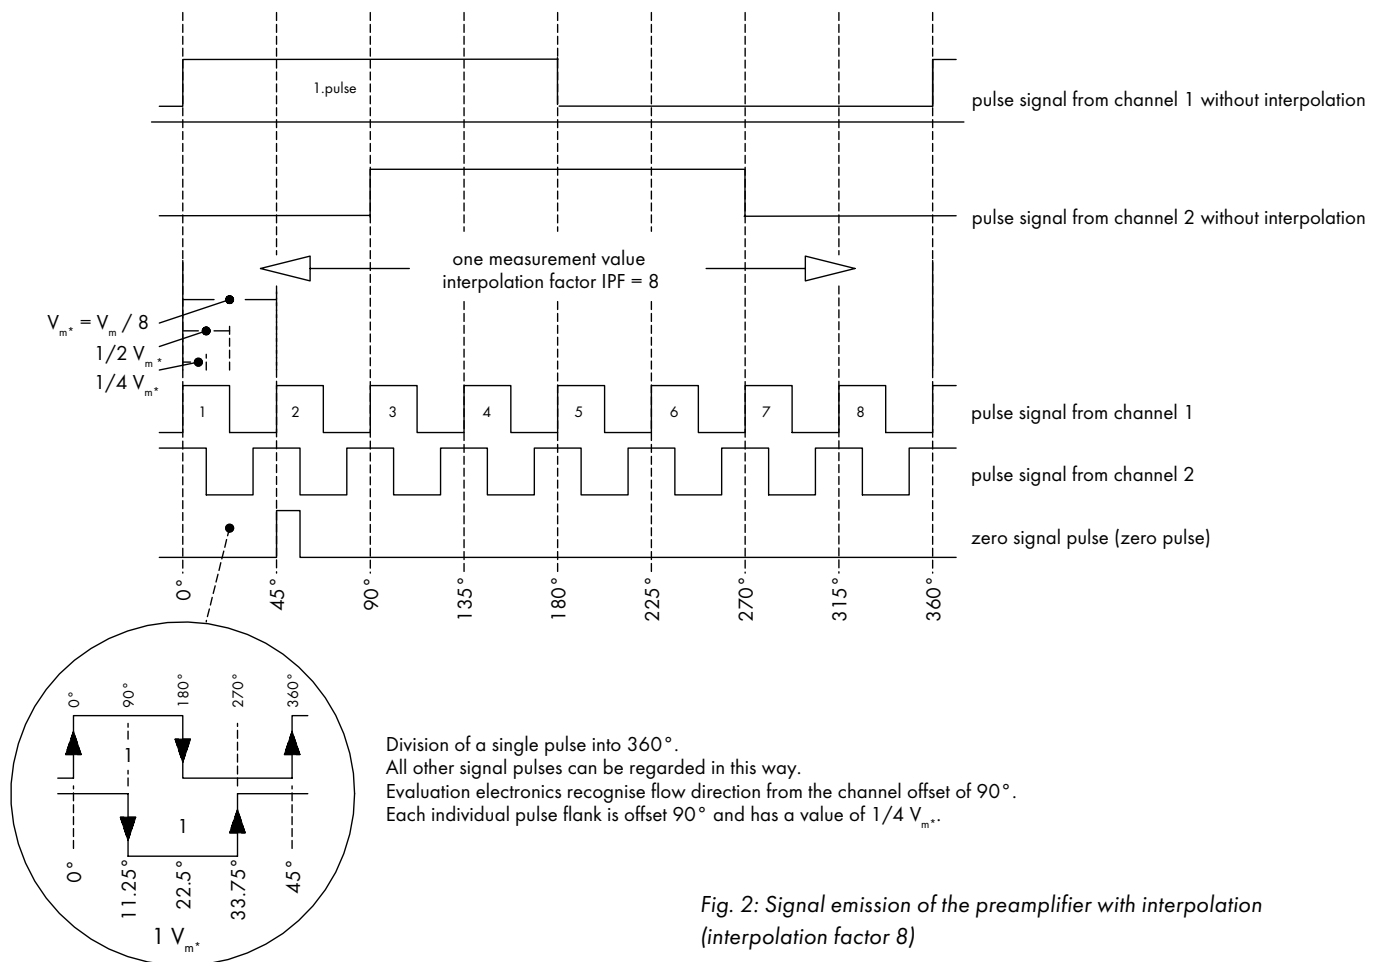 1.pulse
pulse signal from channel 1 without interpolation
pulse signal from channel 2 without interpolation
one measurement value
interpolation factor IPF = 8
Vm* = Vm / 8
1/2 Vm*
1/4 Vm*
1 2 3 4 5 6 7 8
pulse signal from channel 1
pulse signal from channel 2
zero signal pulse (zero pulse)
0° 45° 90° 135° 180° 225° 270° 315° 360°
0° 90° 180° 270° 360°
1
1
0° 11.25° 22.5° 33.75° 45°
1 Vm*
Division of a single pulse into 360°.
All other signal pulses can be regarded in this way.
Evaluation electronics recognise flow direction from the channel offset of 90°.
Each individual pulse flank is offset 90° and has a value of 1/4 Vm*.
Fig. 2: Signal emission of the preamplifier with interpolation
(interpolation factor 8)